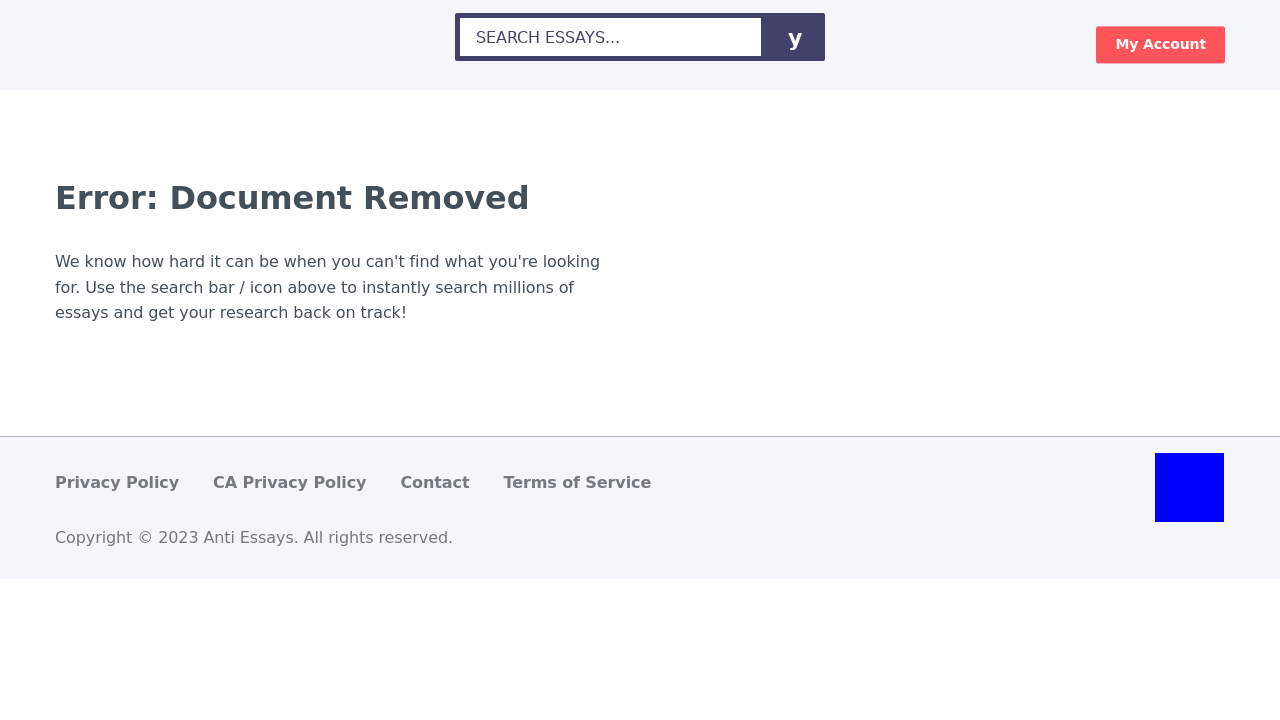 SEARCH ESSAYS...
y
My Account
Error: Document Removed
We know how hard it can be when you can't find what you're looking
for. Use the search bar / icon above to instantly search millions of
essays and get your research back on track!
Privacy Policy CA Privacy Policy Contact Terms of Service
Copyright © 2023 Anti Essays. All rights reserved.